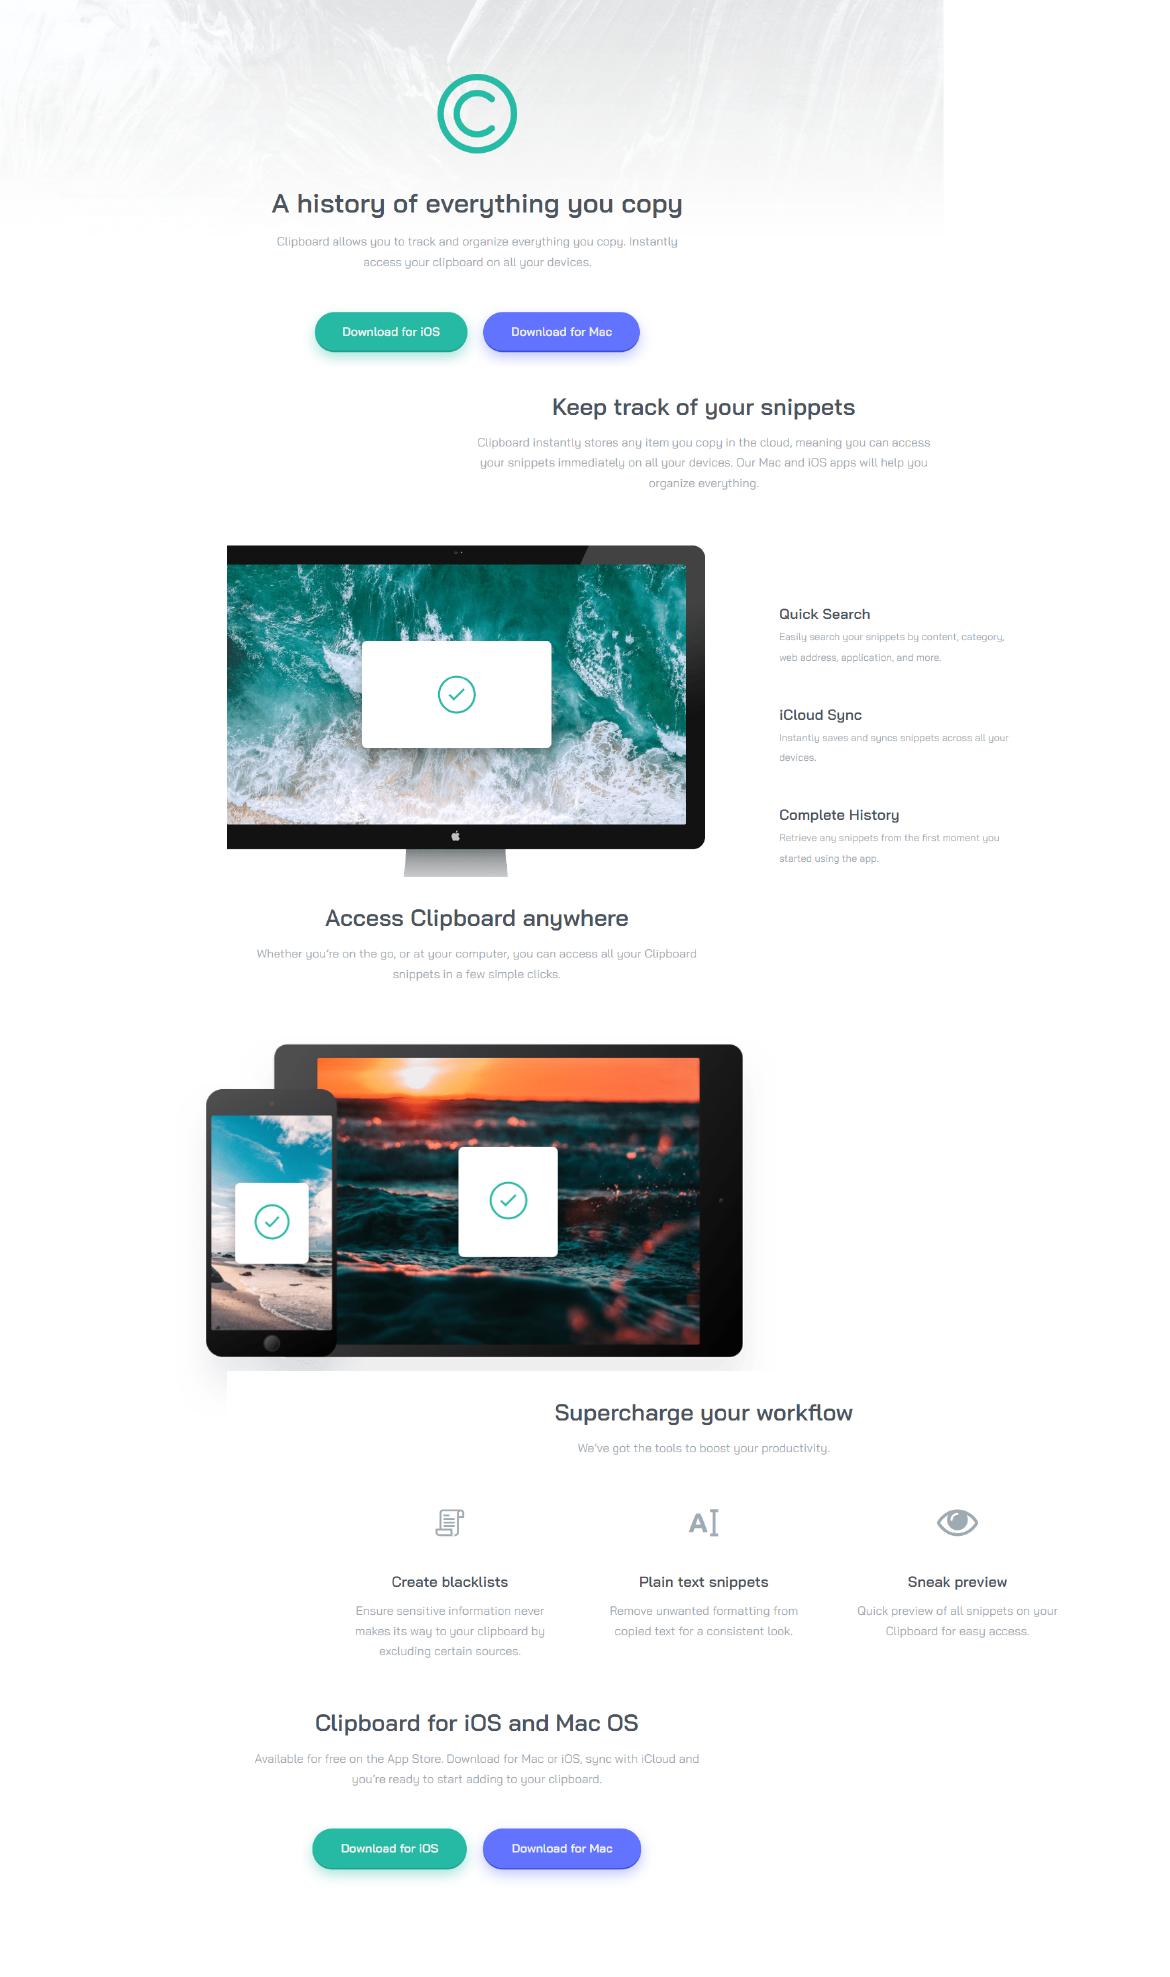 A history of everything you copy
Clipboard allows you to track and organize everything you copy. Instantly
access your clipboard on all your devices.
Download for iOS
Download for Mac
Keep track of your snippets
Clipboard instantly stores any item you copy in the cloud, meaning you can access
your snippets immediately on all your devices. Our Mac and iOS apps will help you
organize everything.
Quick Search
Easily search your snippets by content, category,
web address, application, and more.
iCloud Sync
Instantly saves and syncs snippets across all your
devices.
Complete History
Retrieve any snippets from the first moment you
started using the app.
Access Clipboard anywhere
Whether you're on the go, or at your computer, you can access all your Clipboard
snippets in a few simple clicks.
Supercharge your workflow
We've got the tools to boost your productivity.
Create blacklists
Ensure sensitive information never
makes its way to your clipboard by
excluding certain sources.
Plain text snippets
Remove unwanted formatting from
copied text for a consistent look.
Sneak preview
Quick preview of all snippets on your
Clipboard for easy access.
Clipboard for iOS and Mac OS
Available for free on the App Store. Download for Mac or iOS, sync with iCloud and
you're ready to start adding to your clipboard.
Download for iOS
Download for Mac